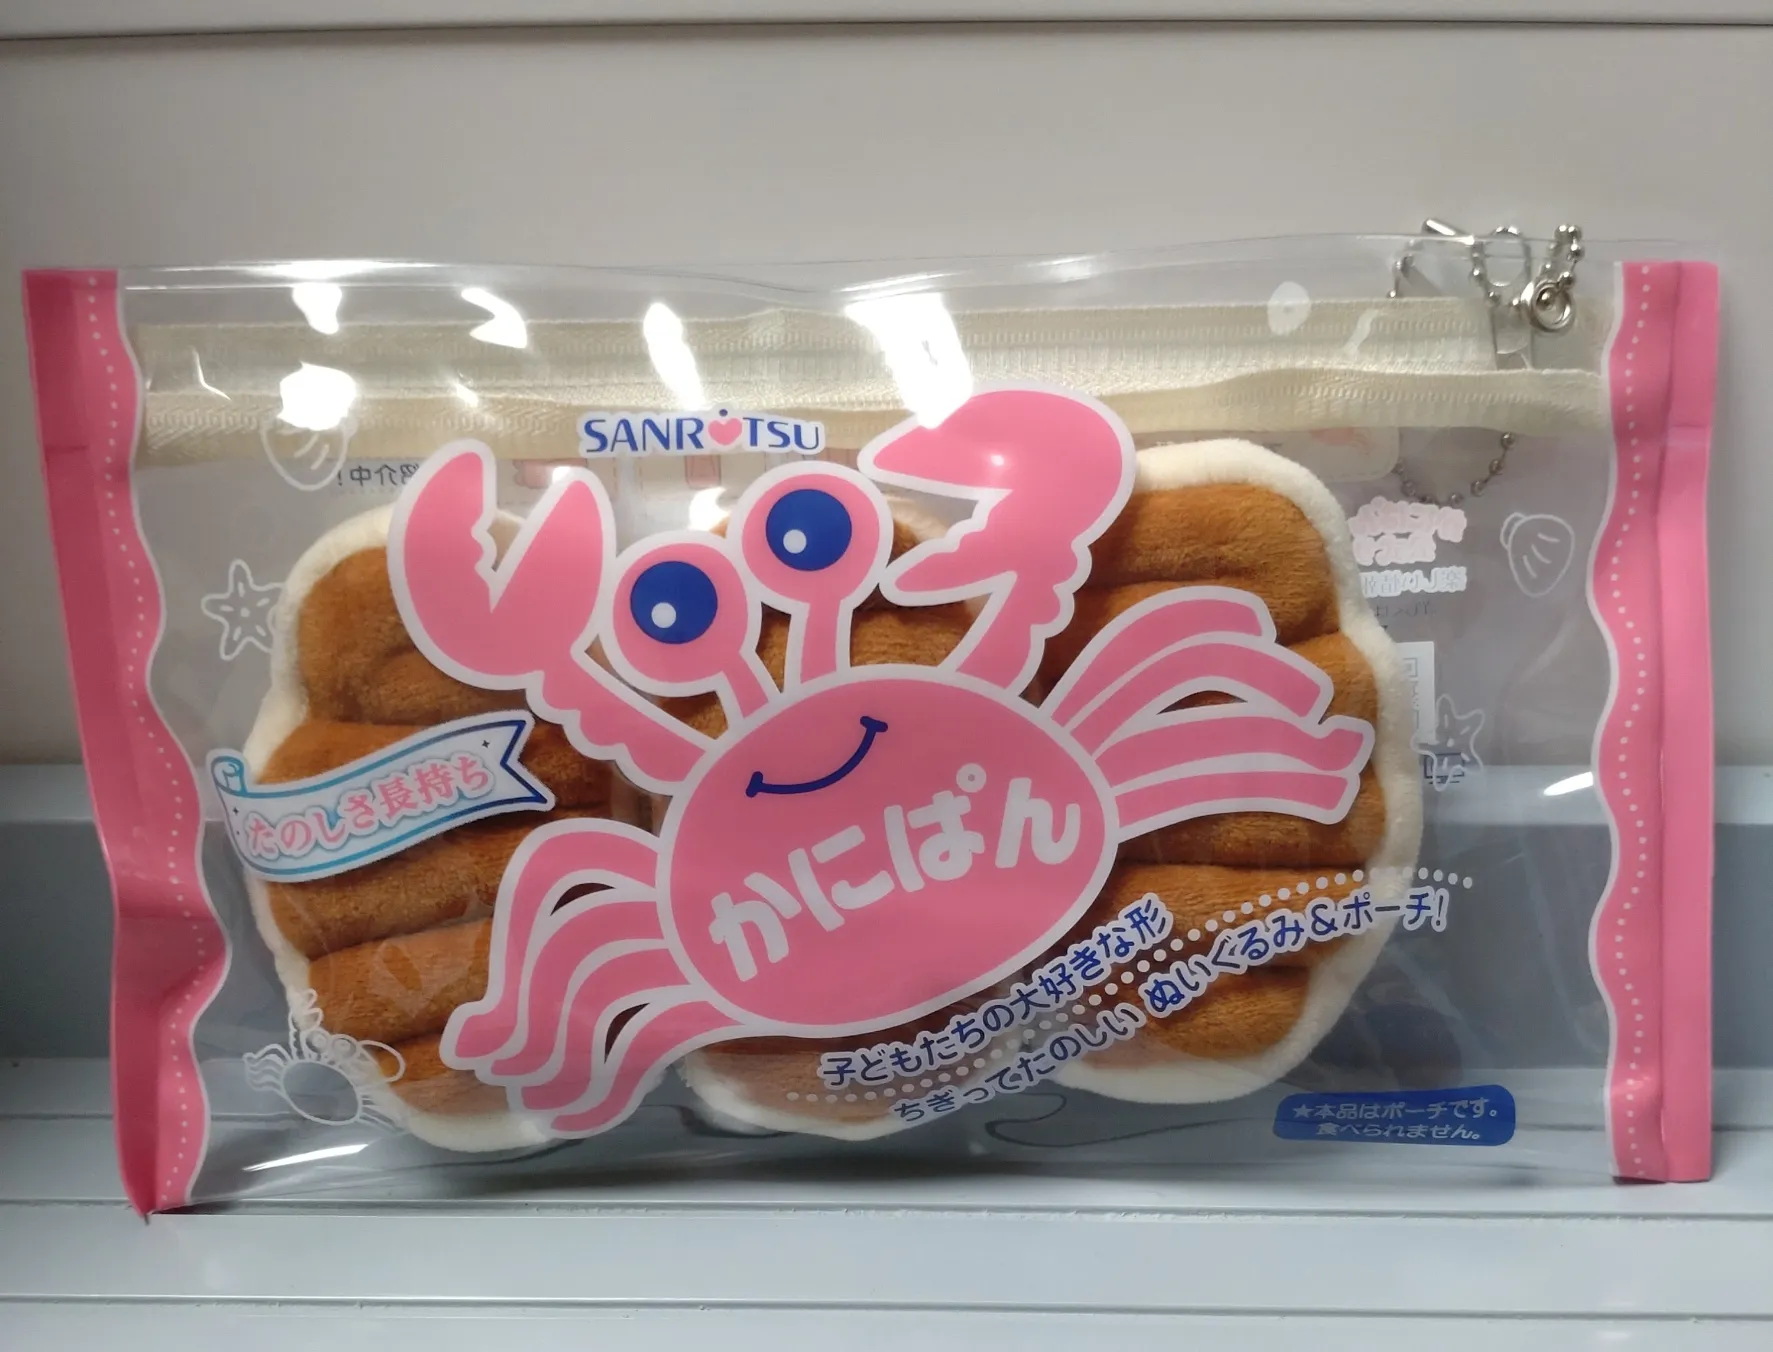 SANRITSU
たのしさ長持ち
かにぱん
子どもたちの大好きな形
ちぎってたのしい ぬいぐるみ&ポーチ!
★本品はポーチです。
食べられません。